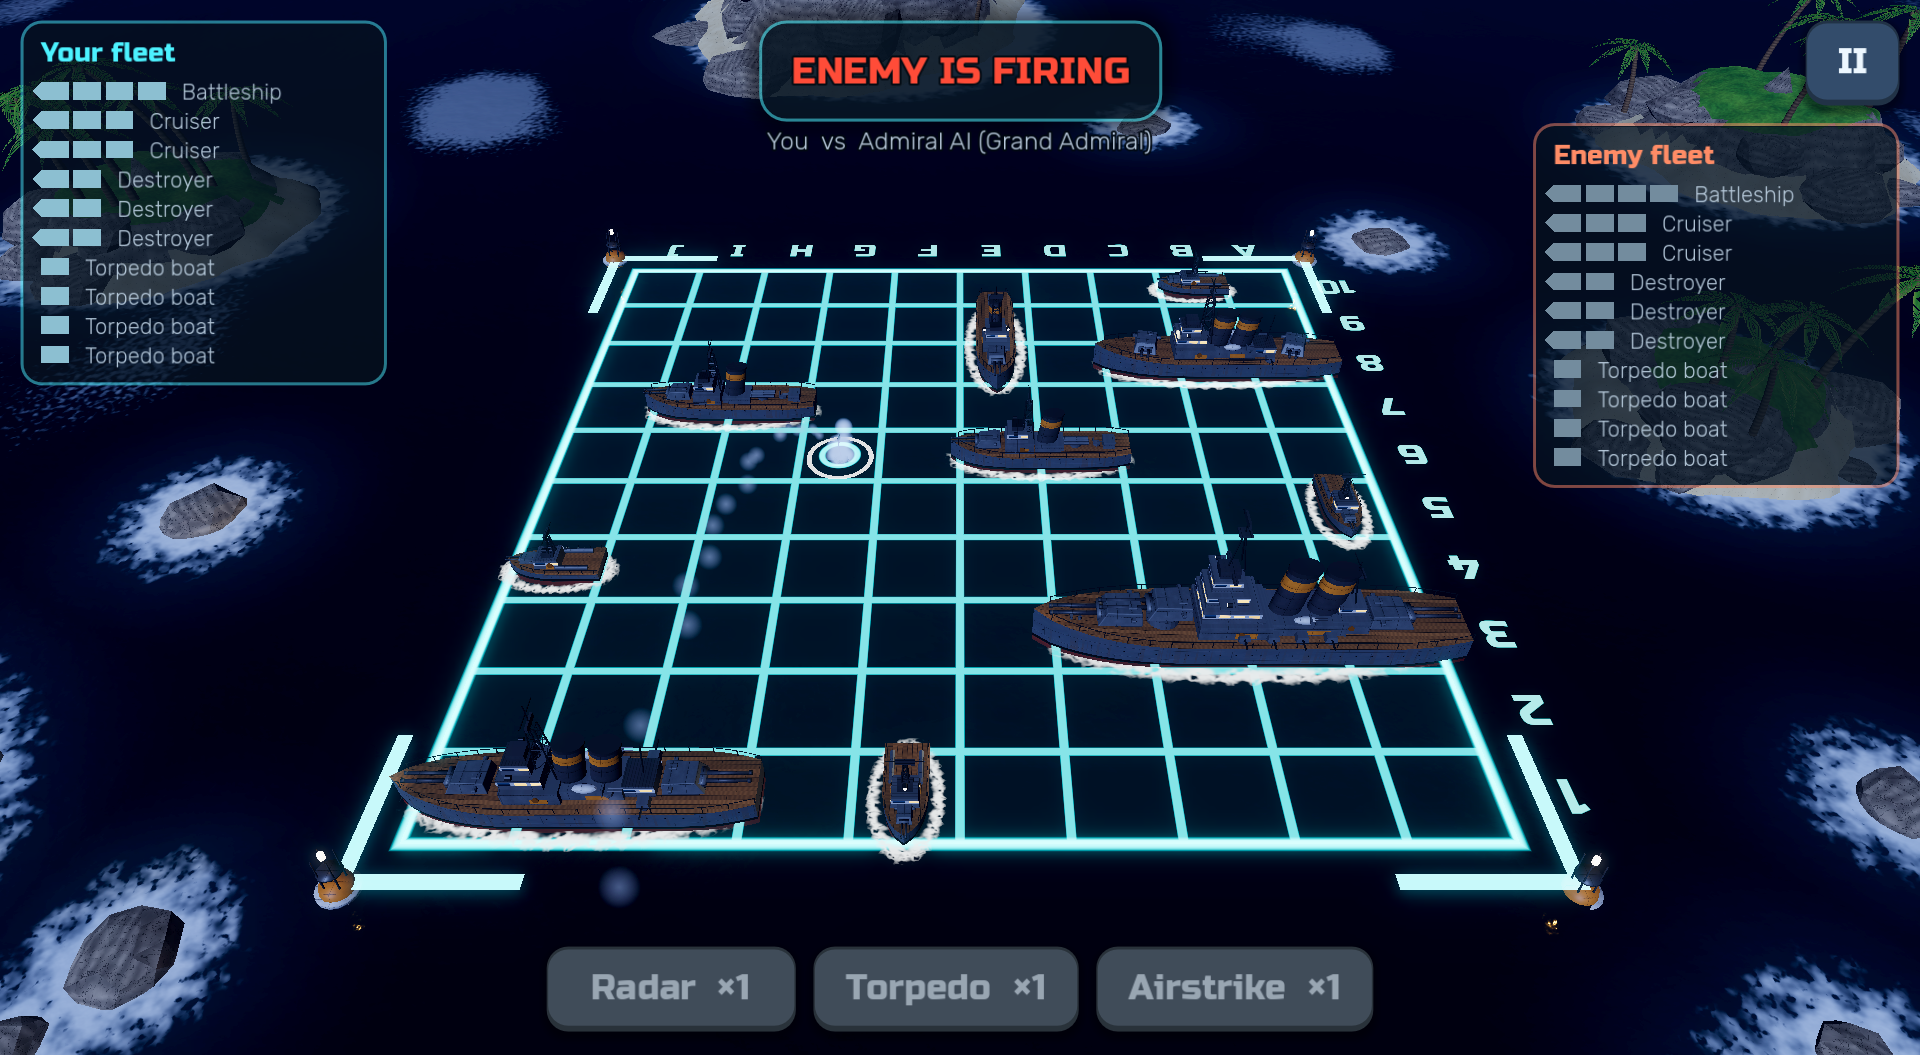 Your fleet
Battleship
Cruiser
Cruiser
Destroyer
Destroyer
Destroyer
Torpedo boat
Torpedo boat
Torpedo boat
Torpedo boat
ENEMY IS FIRING
You vs Admiral AI (Grand Admiral)
II
Enemy fleet
Battleship
Cruiser
Cruiser
Destroyer
Destroyer
Destroyer
Torpedo boat
Torpedo boat
Torpedo boat
Torpedo boat
J I H G F E D C B A
10
9
8
7
6
5
4
3
2
1
Radar ×1
Torpedo ×1
Airstrike ×1